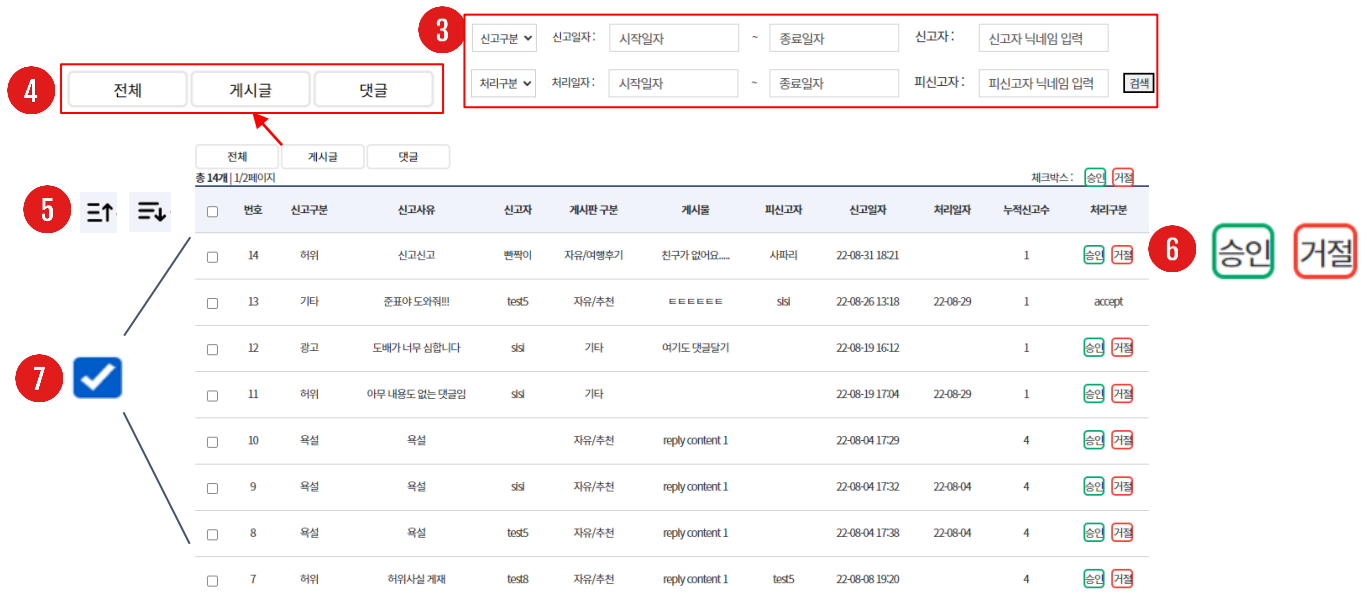 3
신고구분 신고일자 : 시작일자 ~ 종료일자 신고자 : 신고자 닉네임 입력
처리구분 처리일자 : 시작일자 ~ 종료일자 피신고자 : 피신고자 닉네임 입력 검색
4
전체 게시글 댓글
전체 게시글 댓글
총 14개 | 1/2페이지
체크박스 : 승인 거절
5
번호 신고구분 신고사유 신고자 게시판 구분 게시물 피신고자 신고일자 처리일자 누적신고수 처리구분
14 허위 신고신고 빤짝이 자유/여행후기 친구가 없어요..... 사파리 22-08-31 18:21 1 승인 거절
6
승인 거절
13 기타 준표야 도와줘!!! test5 자유/추천 ㅌㅌㅌㅌㅌㅌ sisi 22-08-26 13:18 22-08-29 1 accept
12 광고 도배가 너무 심합니다 sisi 기타 여기도 댓글달기 22-08-19 16:12 1 승인 거절
7
11 허위 아무 내용도 없는 댓글임 sisi 기타 22-08-19 17:04 22-08-29 1 승인 거절
10 욕설 욕설 자유/추천 reply content 1 22-08-04 17:29 4 승인 거절
9 욕설 욕설 sisi 자유/추천 reply content 1 22-08-04 17:32 22-08-04 4 승인 거절
8 욕설 욕설 test5 자유/추천 reply content 1 22-08-04 17:38 22-08-04 4 승인 거절
7 허위 허위사실 게재 test8 자유/추천 reply content 1 test5 22-08-08 19:20 4 승인 거절